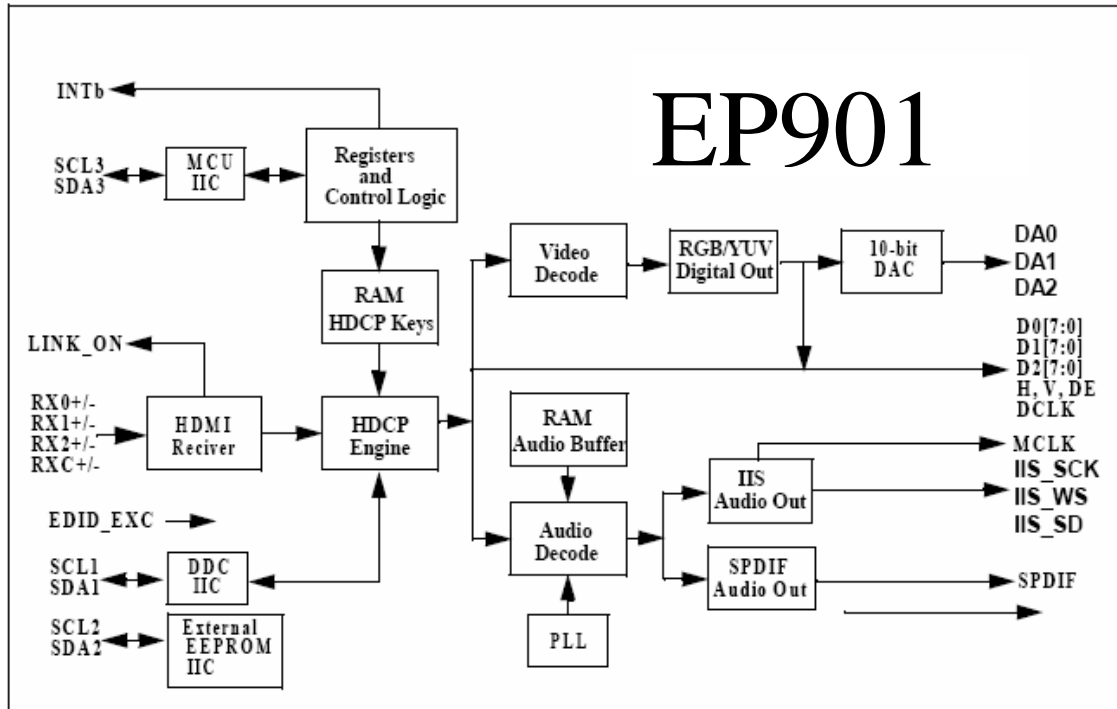 EP901
INTb
SCL3
SDA3
MCU
IIC
Registers
and
Control Logic
Video
Decode
RGB/YUV
Digital Out
10-bit
DAC
DA0
DA1
DA2
RAM
HDCP Keys
LINK_ON
D0[7:0]
D1[7:0]
D2[7:0]
H, V, DE
DCLK
RX0+/-
RX1+/-
RX2+/-
RXC+/-
HDMI
Reciver
HDCP
Engine
RAM
Audio Buffer
IIS
Audio Out
MCLK
IIS_SCK
IIS_WS
IIS_SD
EDID_EXC
Audio
Decode
SCL1
SDA1
DDC
IIC
SPDIF
Audio Out
SPDIF
SCL2
SDA2
External
EEPROM
IIC
PLL